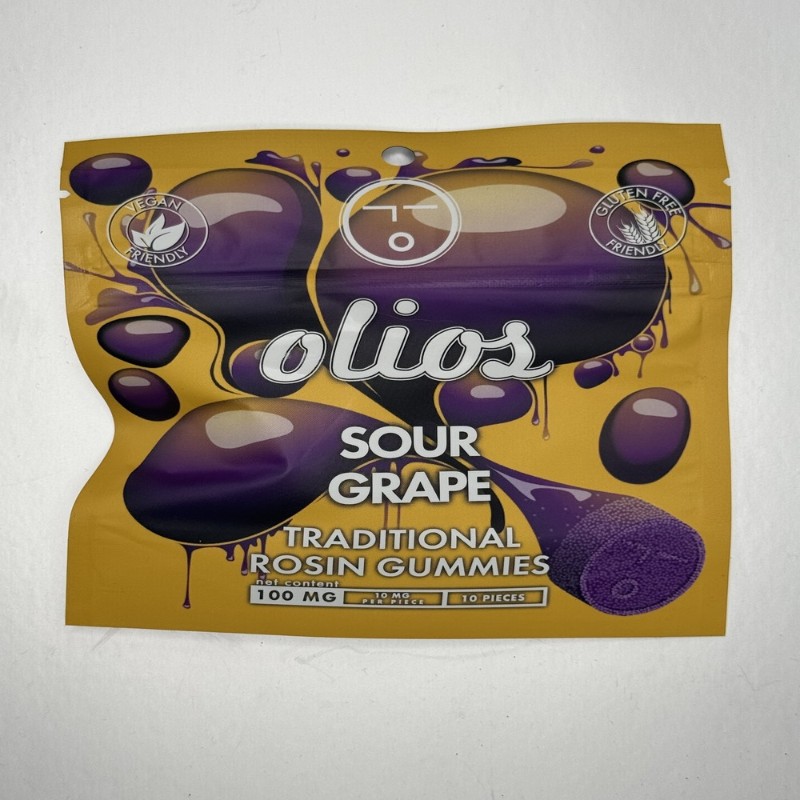 VEGAN
FRIENDLY
GLUTEN FREE
FRIENDLY
olios
SOUR
GRAPE
TRADITIONAL
ROSIN GUMMIES
net content
100 MG
10 MG
PER PIECE
10 PIECES